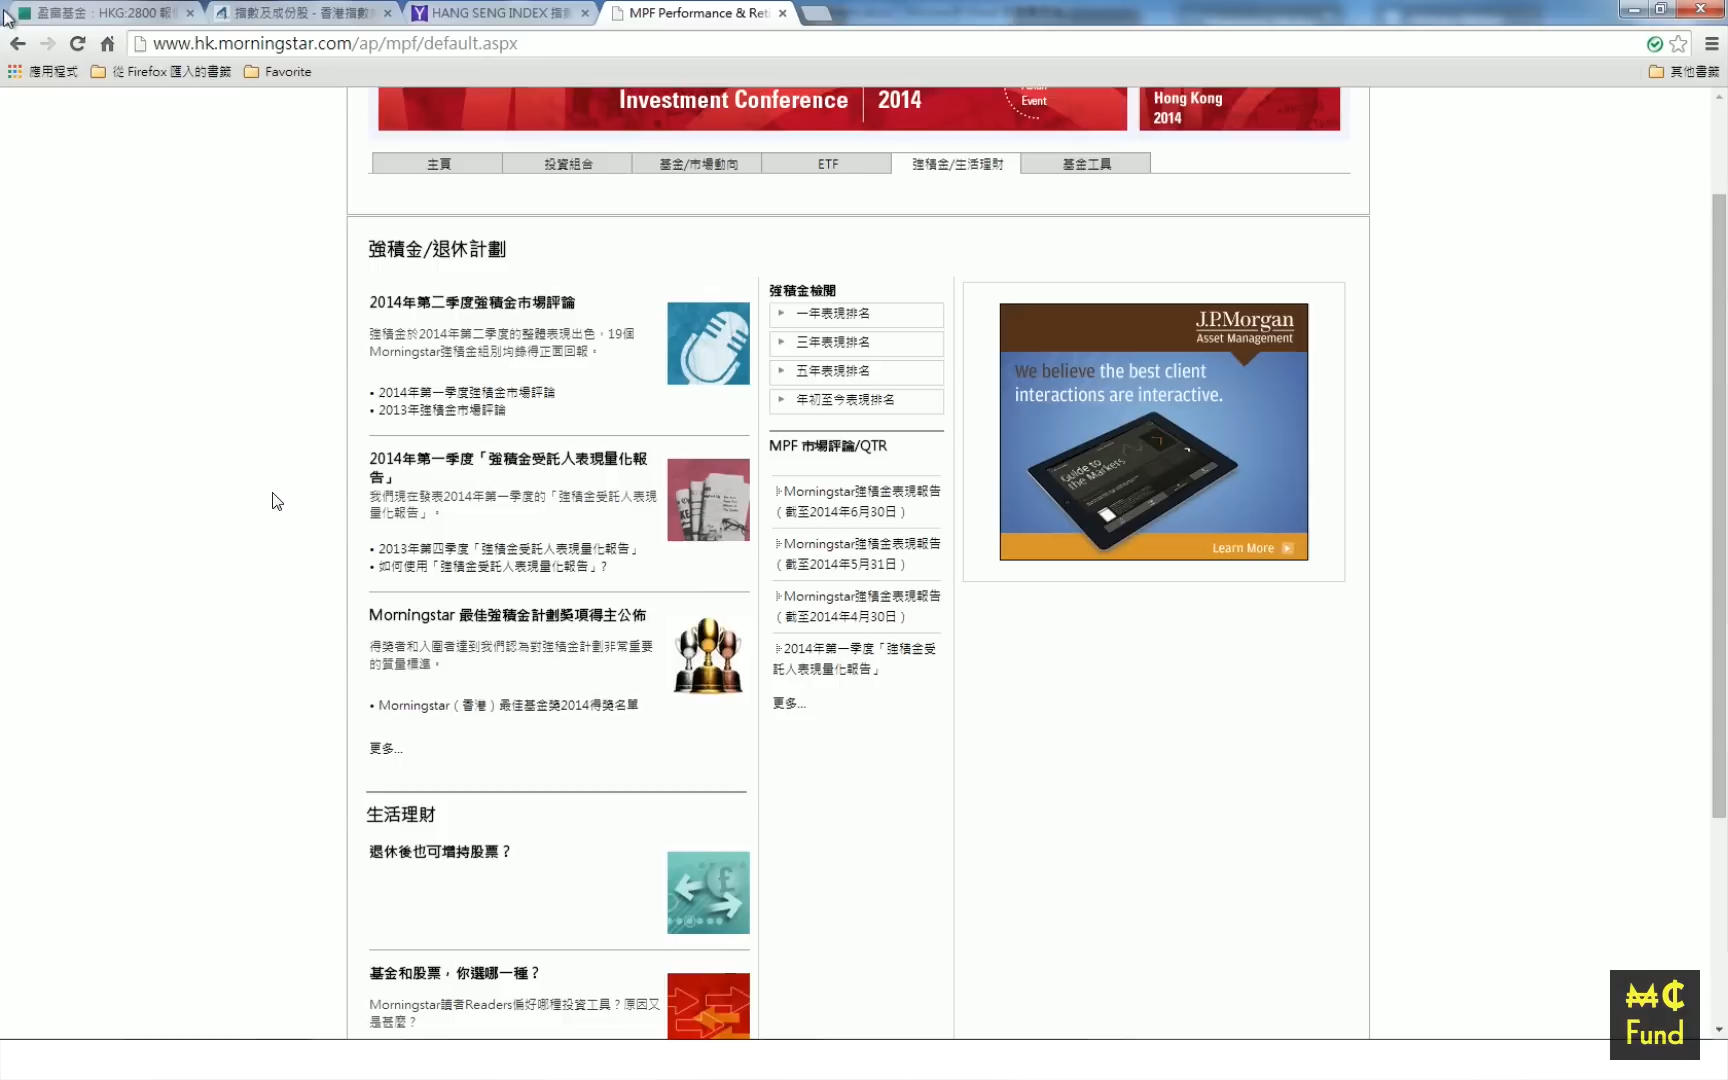 盈富基金：HKG:2800 報
指數及成份股 - 香港指數
HANG SENG INDEX 指
MPF Performance & Reti
www.hk.morningstar.com/ap/mpf/default.aspx
應用程式
從 Firefox 匯入的書籤
Favorite
其他書籤
Investment Conference
2014
Asian
Event
Hong Kong
2014
主頁
投資組合
基金/市場動向
ETF
強積金/生活理財
基金工具
強積金/退休計劃
2014年第二季度強積金市場評論
強積金於2014年第二季度的整體表現出色，19個
Morningstar強積金組別均錄得正面回報。
• 2014年第一季度強積金市場評論
• 2013年強積金市場評論
2014年第一季度「強積金受託人表現量化報
告」
我們現在發表2014年第一季度的「強積金受託人表現
量化報告」。
• 2013年第四季度「強積金受託人表現量化報告」
• 如何使用「強積金受託人表現量化報告」?
Morningstar 最佳強積金計劃獎項得主公佈
得獎者和入圍者達到我們認為對強積金計劃非常重要
的質量標準。
• Morningstar（香港）最佳基金獎2014得獎名單
更多...
生活理財
退休後也可增持股票？
基金和股票，你選哪一種？
Morningstar讀者Readers偏好哪種投資工具？原因又
是甚麼？
強積金檢閱
一年表現排名
三年表現排名
五年表現排名
年初至今表現排名
MPF 市場評論/QTR
Morningstar強積金表現報告
（截至2014年6月30日）
Morningstar強積金表現報告
（截至2014年5月31日）
Morningstar強積金表現報告
（截至2014年4月30日）
2014年第一季度「強積金受
託人表現量化報告」
更多...
J.P.Morgan
Asset Management
We believe the best client
interactions are interactive.
Guide to
the Markers
Learn More
M¢
Fund